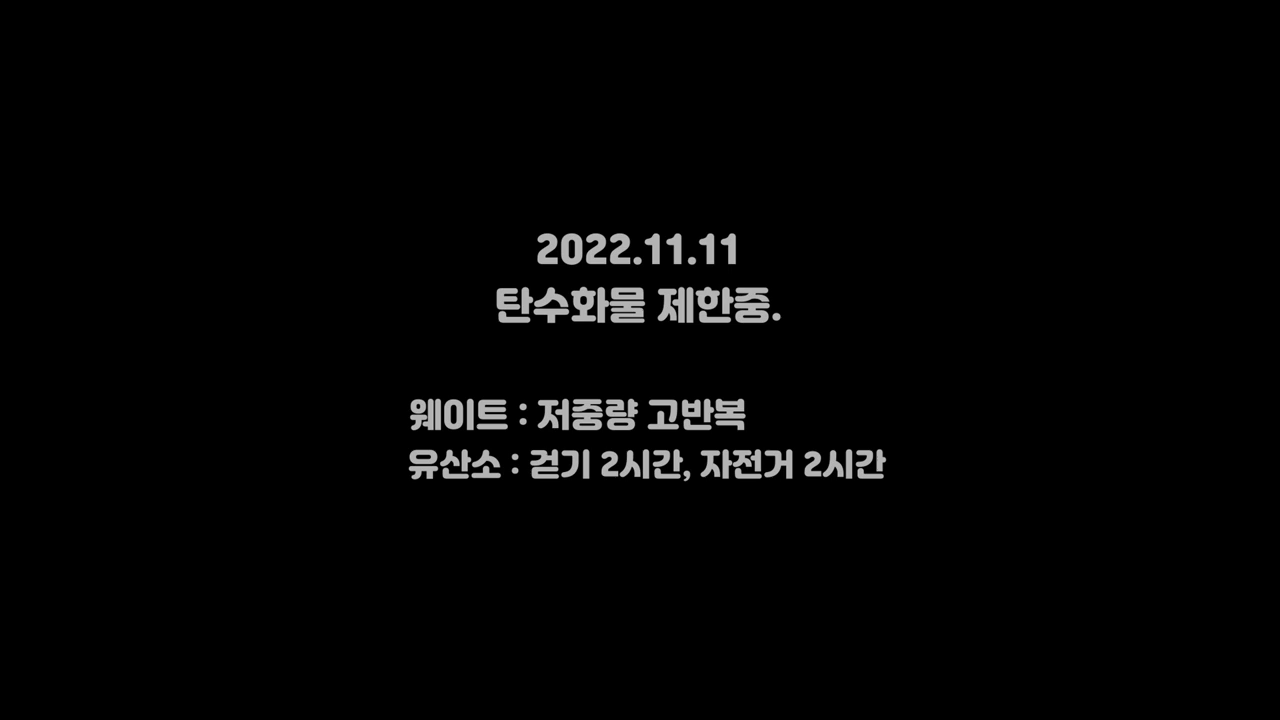 2022.11.11
탄수화물 제한중.
웨이트 : 저중량 고반복
유산소 : 걷기 2시간, 자전거 2시간